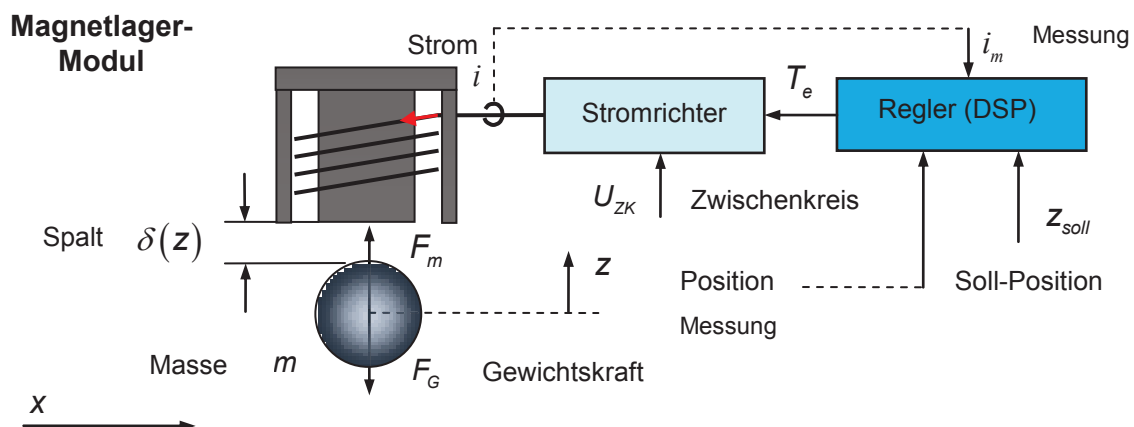 Magnetlager-
Modul
Strom
i
i_m
Messung
T_e
Stromrichter
Regler (DSP)
U_ZK
Zwischenkreis
z_soll
Spalt δ(z)
F_m
z
Position
Messung
Soll-Position
Masse m
F_G
Gewichtskraft
x